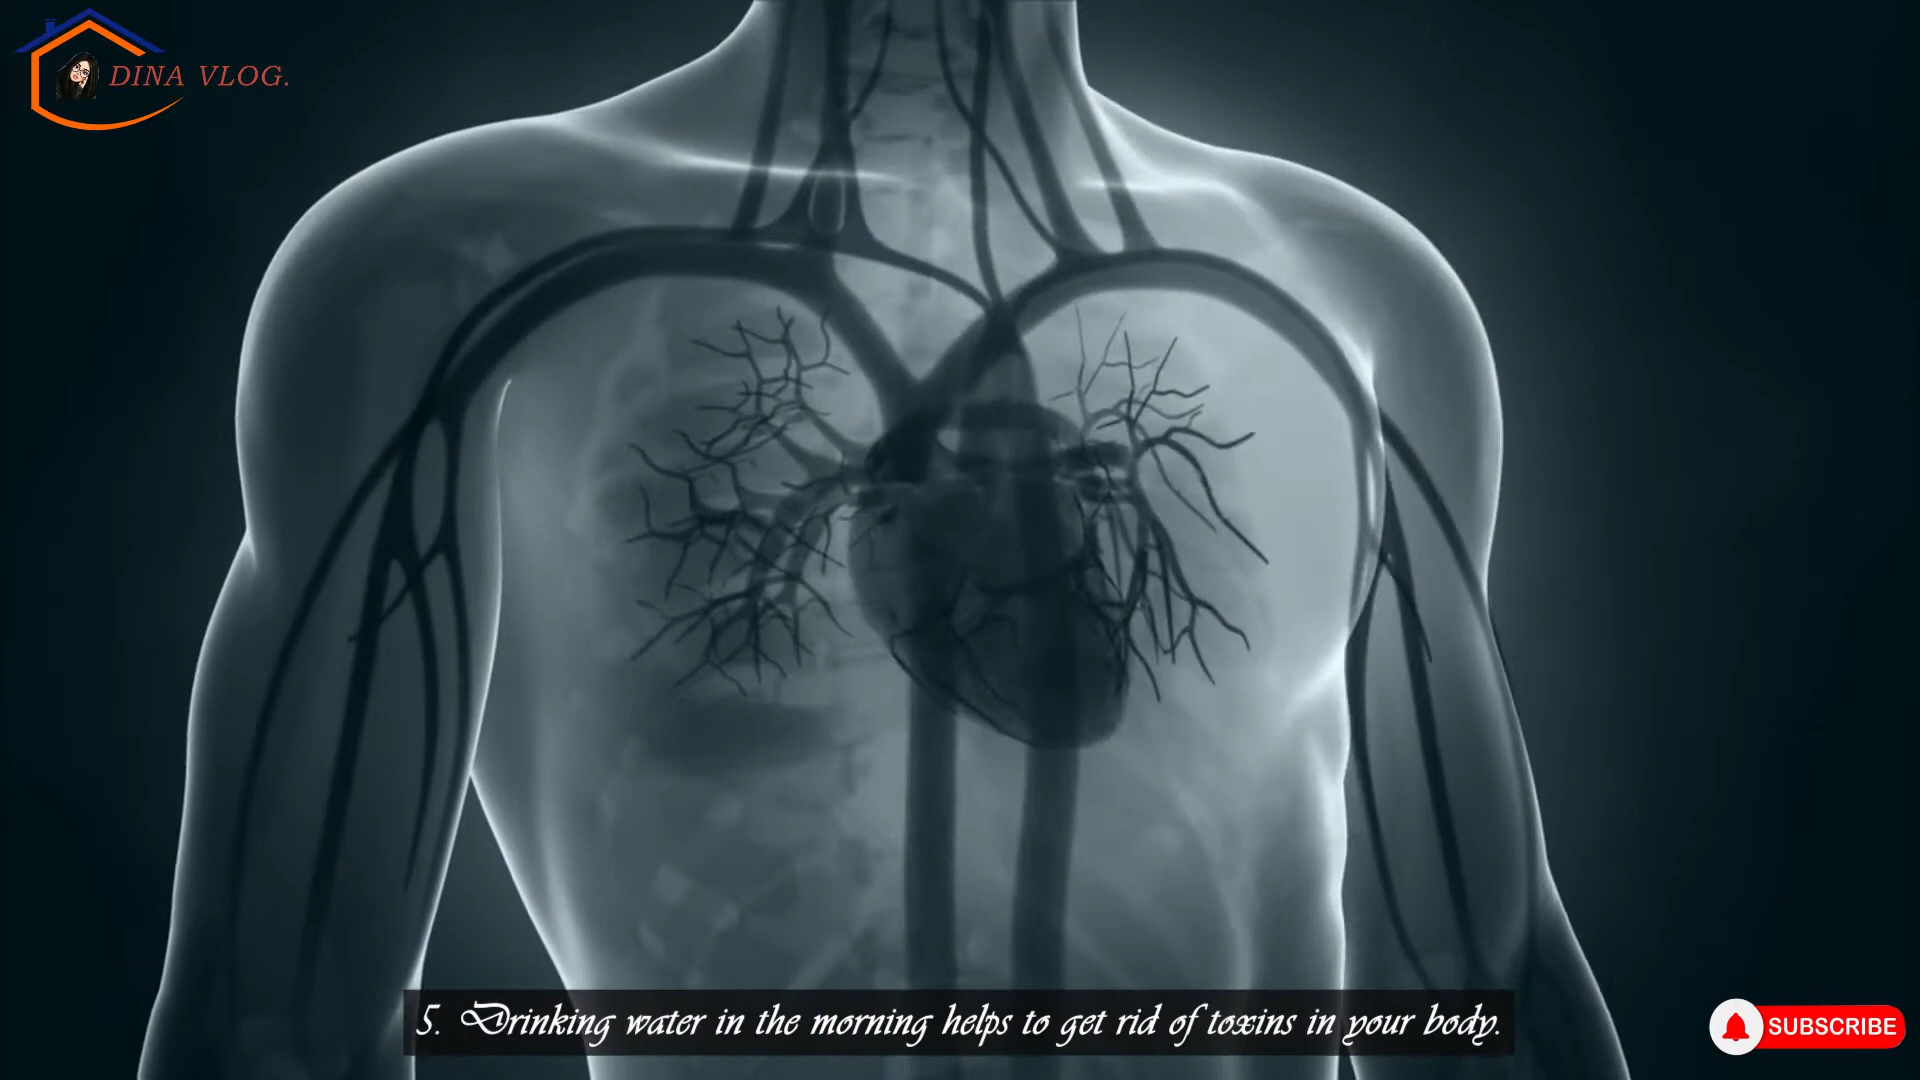 DINA VLOG.
5. Drinking water in the morning helps to get rid of toxins in your body.
SUBSCRIBE